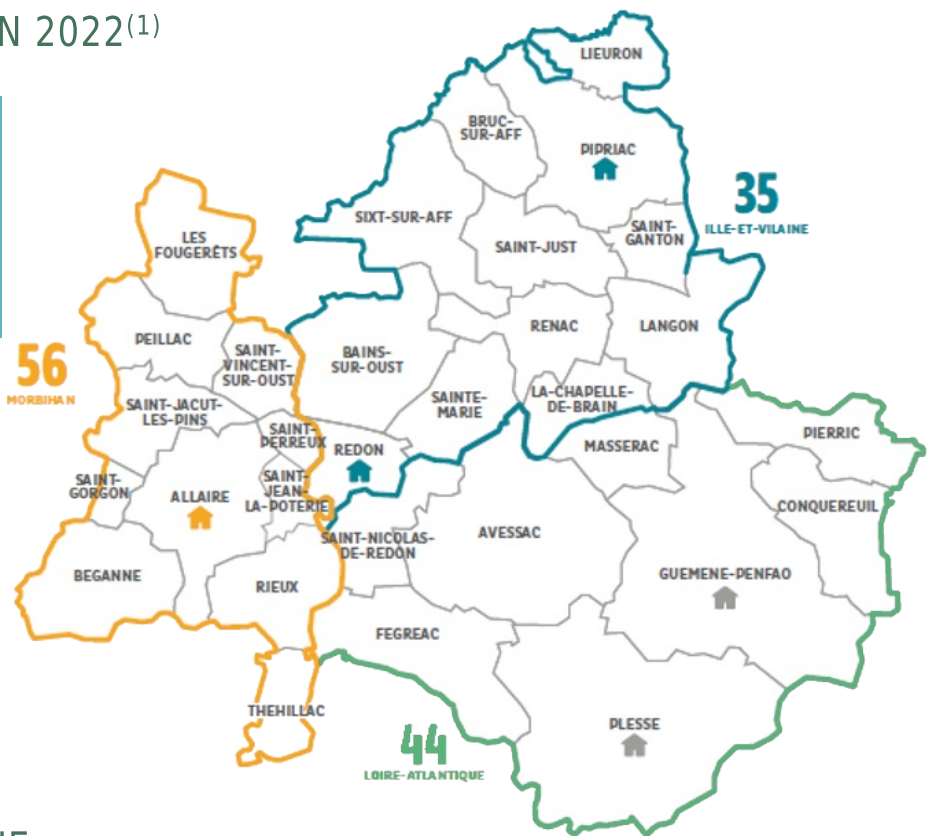 N 2022(1)
LIEURON
BRUC-
SUR-AFF
PIPRIAC
35
ILLE-ET-VILAINE
SIXT-SUR-AFF
SAINT-JUST
SAINT-
GANTON
LES
FOUGERÊTS
RENAC
LANGON
PEILLAC
SAINT-
VINCENT-
SUR-OUST
BAINS-
SUR-OUST
56
MORBIHAN
SAINTE-
MARIE
LA-CHAPELLE-
DE-BRAIN
SAINT-JACUT-
LES-PINS
SAINT-
PERREUX
REDON
MASSERAC
PIERRIC
SAINT-
GORGON
ALLAIRE
SAINT-
JEAN-
LA-POTERIE
CONQUEREUIL
SAINT-NICOLAS-
DE-REDON
AVESSAC
BEGANNE
RIEUX
GUEMENE-PENFAO
FEGREAC
THEHILLAC
PLESSE
44
LOIRE-ATLANTIQUE